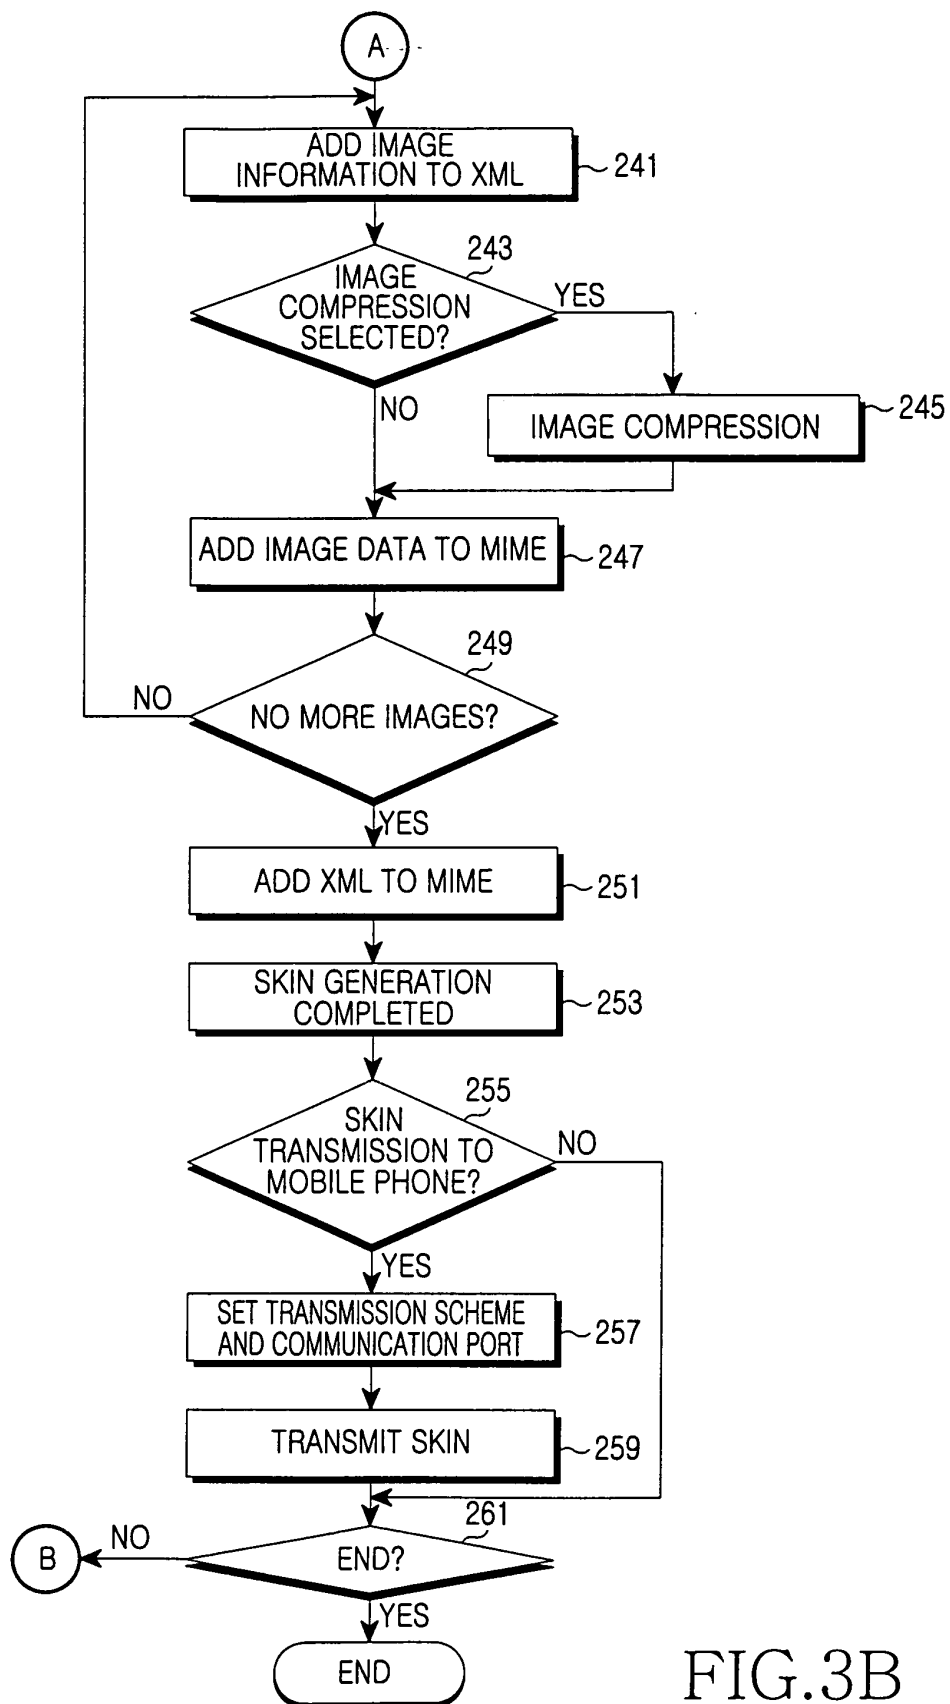 A
ADD IMAGE
INFORMATION TO XML
241
243
IMAGE
COMPRESSION
SELECTED?
YES
NO
IMAGE COMPRESSION
245
ADD IMAGE DATA TO MIME
247
249
NO
NO MORE IMAGES?
YES
ADD XML TO MIME
251
SKIN GENERATION
COMPLETED
253
255
SKIN
TRANSMISSION TO
MOBILE PHONE?
NO
YES
SET TRANSMISSION SCHEME
AND COMMUNICATION PORT
257
TRANSMIT SKIN
259
261
B
NO
END?
YES
END
FIG.3B